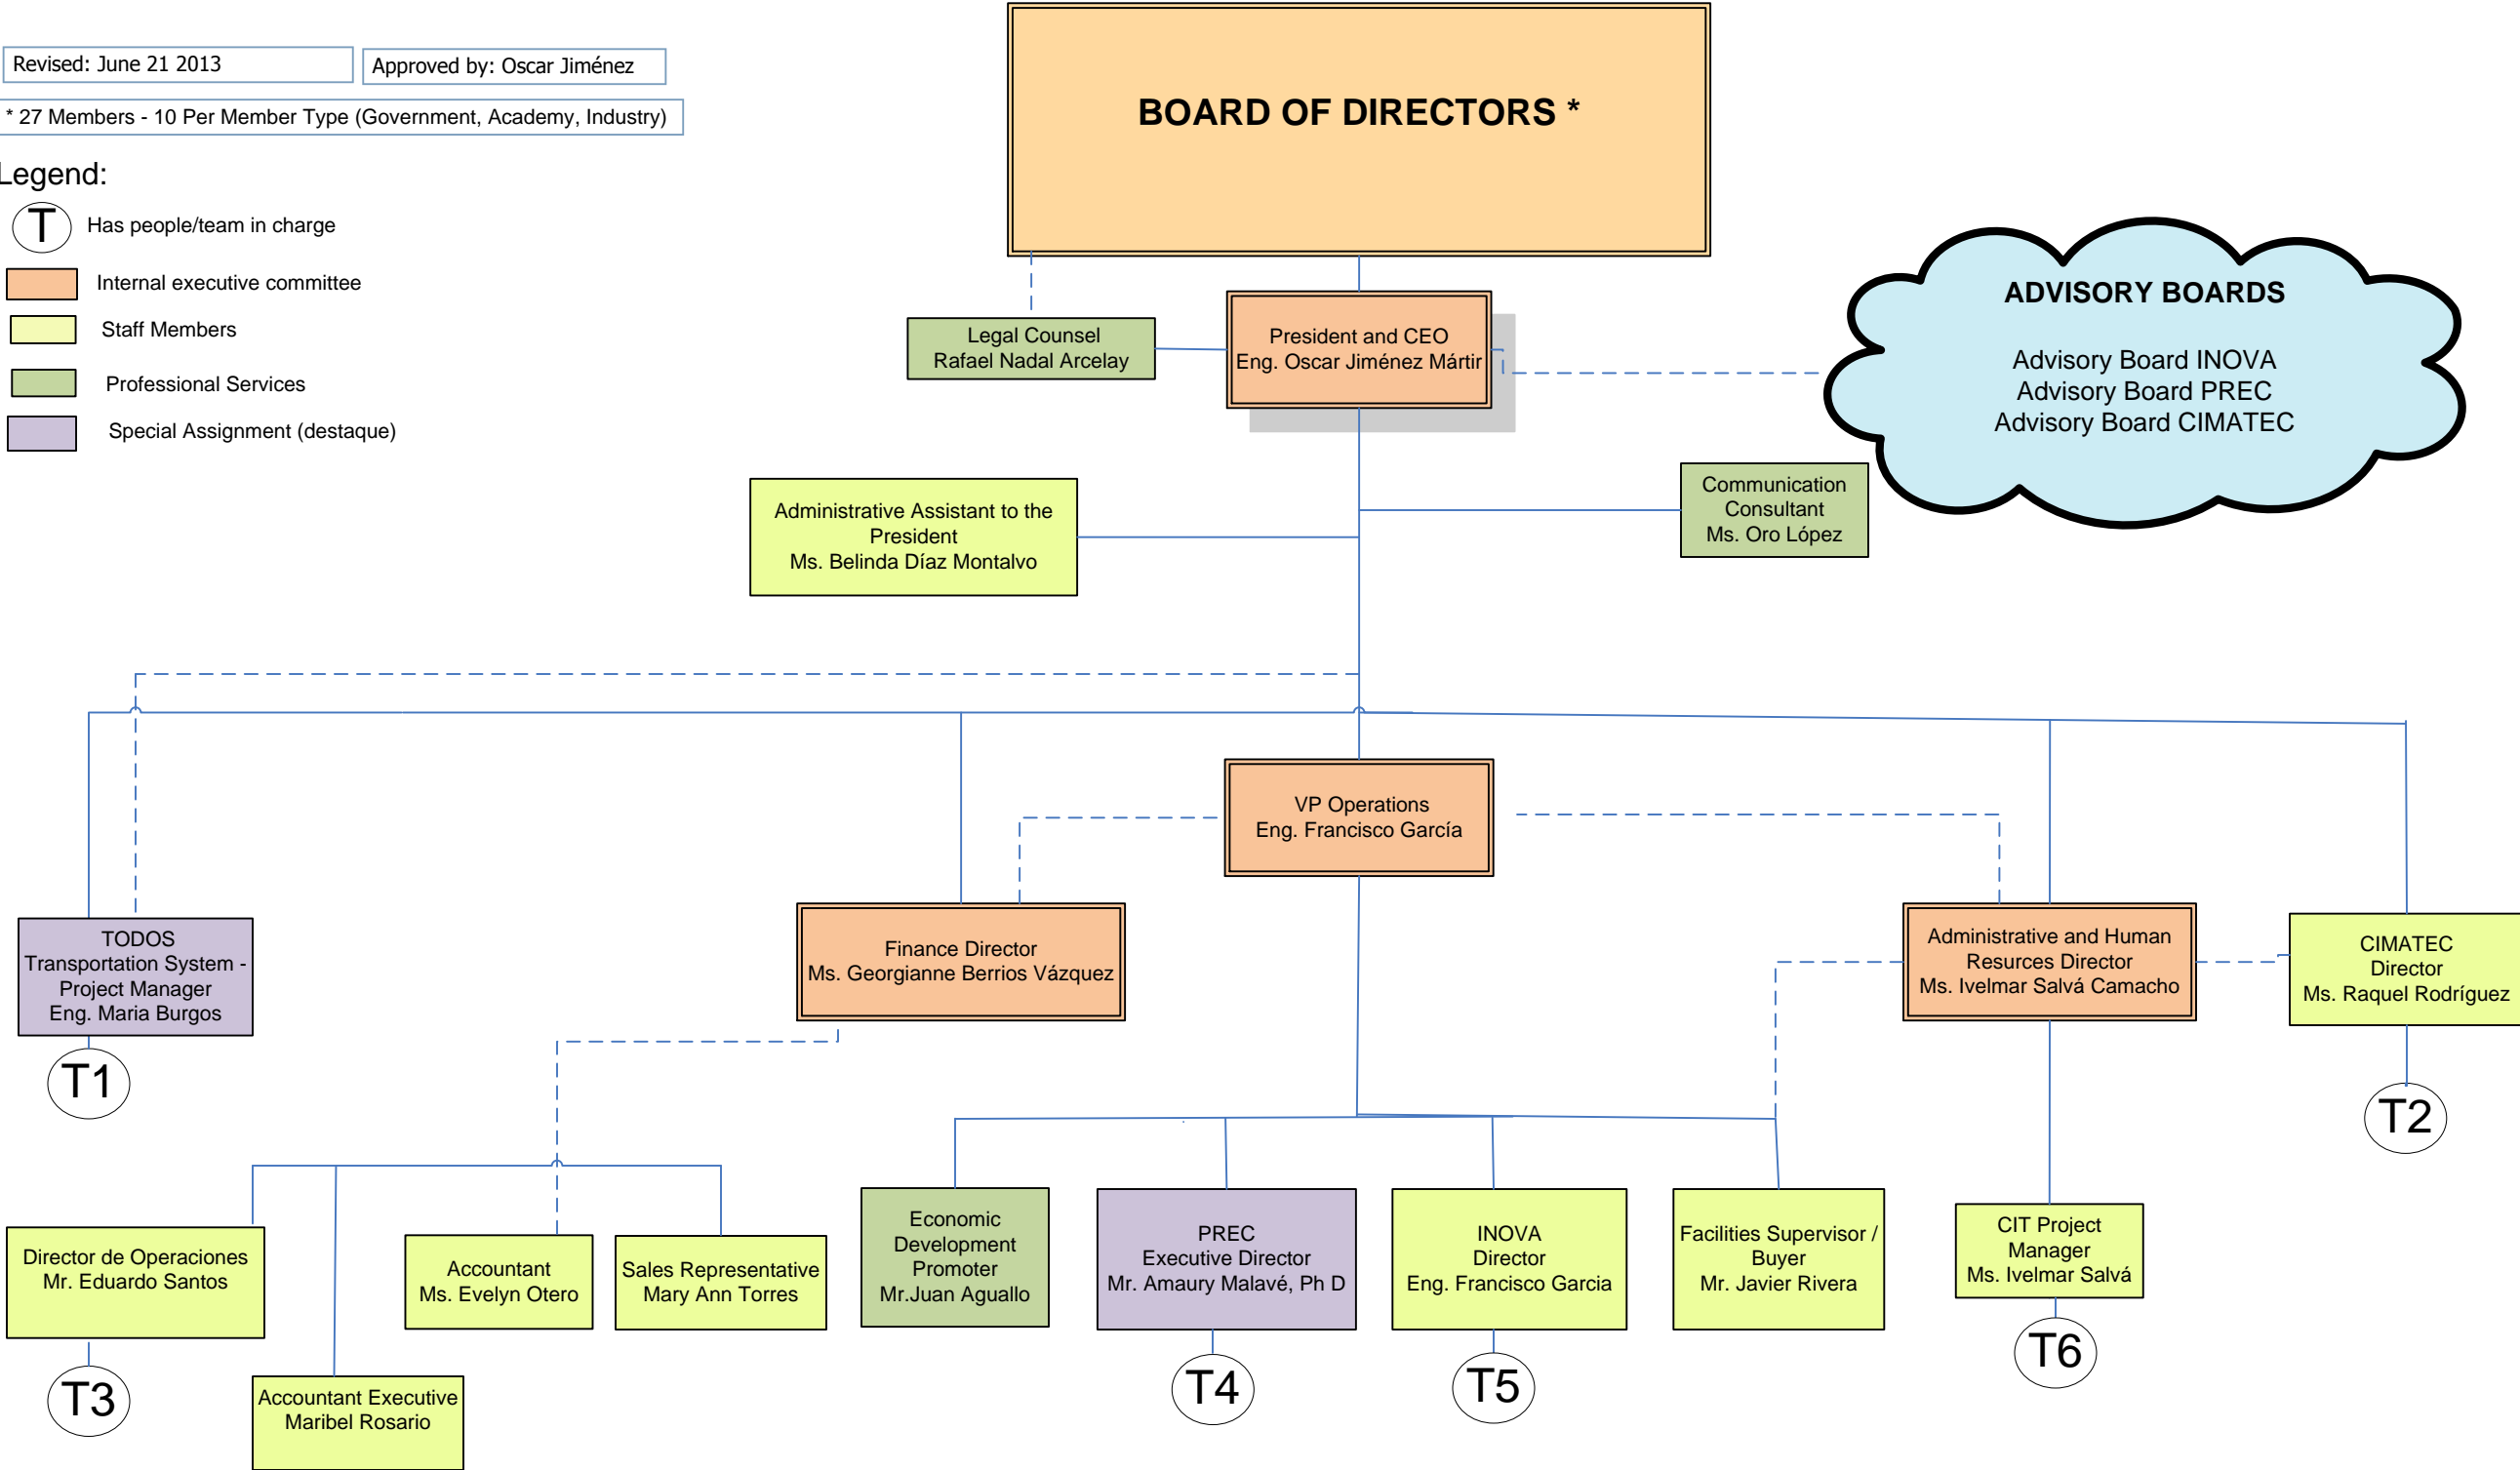 Revised: June 21 2013
Approved by: Oscar Jiménez
* 27 Members - 10 Per Member Type (Government, Academy, Industry)
Legend:
T
Has people/team in charge
Internal executive committee
Staff Members
Professional Services
Special Assignment (destaque)
BOARD OF DIRECTORS *
Legal Counsel
Rafael Nadal Arcelay
President and CEO
Eng. Oscar Jiménez Mártir
ADVISORY BOARDS
Advisory Board INOVA
Advisory Board PREC
Advisory Board CIMATEC
Administrative Assistant to the
President
Ms. Belinda Díaz Montalvo
Communication
Consultant
Ms. Oro López
VP Operations
Eng. Francisco García
TODOS
Transportation System -
Project Manager
Eng. Maria Burgos
T1
Finance Director
Ms. Georgianne Berrios Vázquez
Administrative and Human
Resurces Director
Ms. Ivelmar Salvá Camacho
CIMATEC
Director
Ms. Raquel Rodríguez
T2
Director de Operaciones
Mr. Eduardo Santos
T3
Accountant Executive
Maribel Rosario
Accountant
Ms. Evelyn Otero
Sales Representative
Mary Ann Torres
Economic
Development
Promoter
Mr.Juan Aguallo
PREC
Executive Director
Mr. Amaury Malavé, Ph D
T4
INOVA
Director
Eng. Francisco Garcia
T5
Facilities Supervisor /
Buyer
Mr. Javier Rivera
CIT Project
Manager
Ms. Ivelmar Salvá
T6